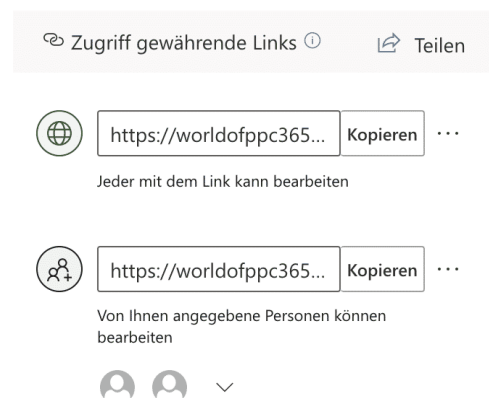 Zugriff gewährende Links
Teilen
https://worldofppc365...
Kopieren
Jeder mit dem Link kann bearbeiten
https://worldofppc365...
Kopieren
Von Ihnen angegebene Personen können
bearbeiten